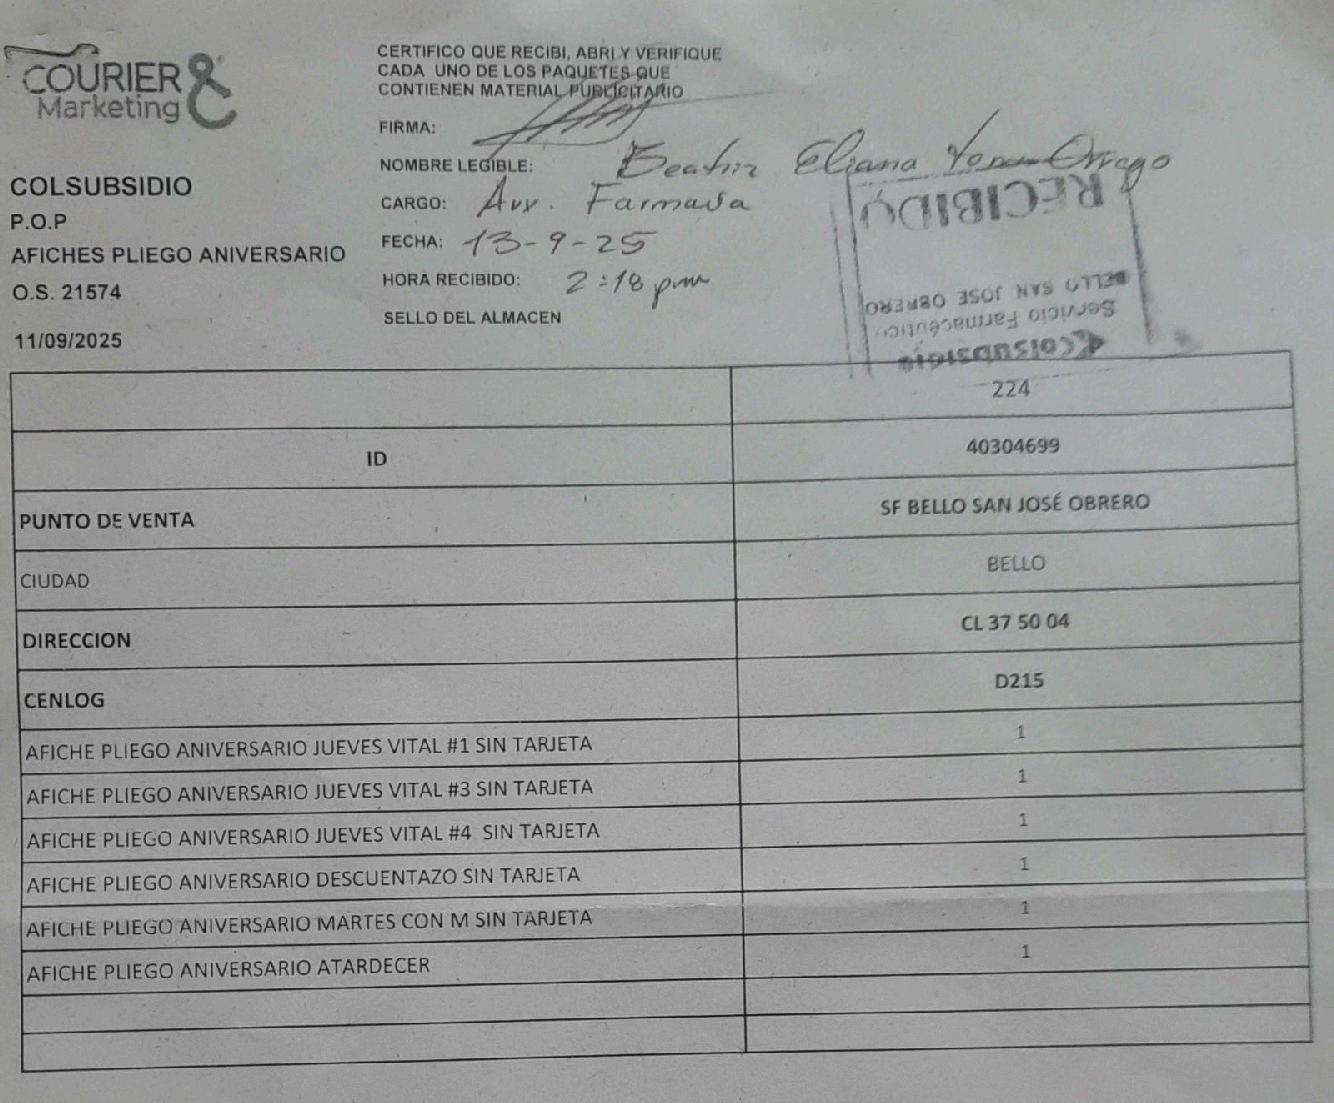 COURIER &
Marketing
COLSUBSIDIO
P.O.P
AFICHES PLIEGO ANIVERSARIO
O.S. 21574
11/09/2025
CERTIFICO QUE RECIBI, ABRI Y VERIFIQUE
CADA UNO DE LOS PAQUETES QUE
CONTIENEN MATERIAL PUBLICITARIO
FIRMA:
NOMBRE LEGIBLE: Beatriz Eliana Orrego
CARGO: Aux. Farmacia
FECHA: 13-9-25
HORA RECIBIDO: 2:18 pm
SELLO DEL ALMACEN
Colsubsidio
Servicio Farmacéutico
BELLO SAN JOSE OBRERO
RECIBIDO
224
ID 40304699
PUNTO DE VENTA SF BELLO SAN JOSÉ OBRERO
CIUDAD BELLO
DIRECCION CL 37 50 04
CENLOG D215
AFICHE PLIEGO ANIVERSARIO JUEVES VITAL #1 SIN TARJETA 1
AFICHE PLIEGO ANIVERSARIO JUEVES VITAL #3 SIN TARJETA 1
AFICHE PLIEGO ANIVERSARIO JUEVES VITAL #4 SIN TARJETA 1
AFICHE PLIEGO ANIVERSARIO DESCUENTAZO SIN TARJETA 1
AFICHE PLIEGO ANIVERSARIO MARTES CON M SIN TARJETA 1
AFICHE PLIEGO ANIVERSARIO ATARDECER 1